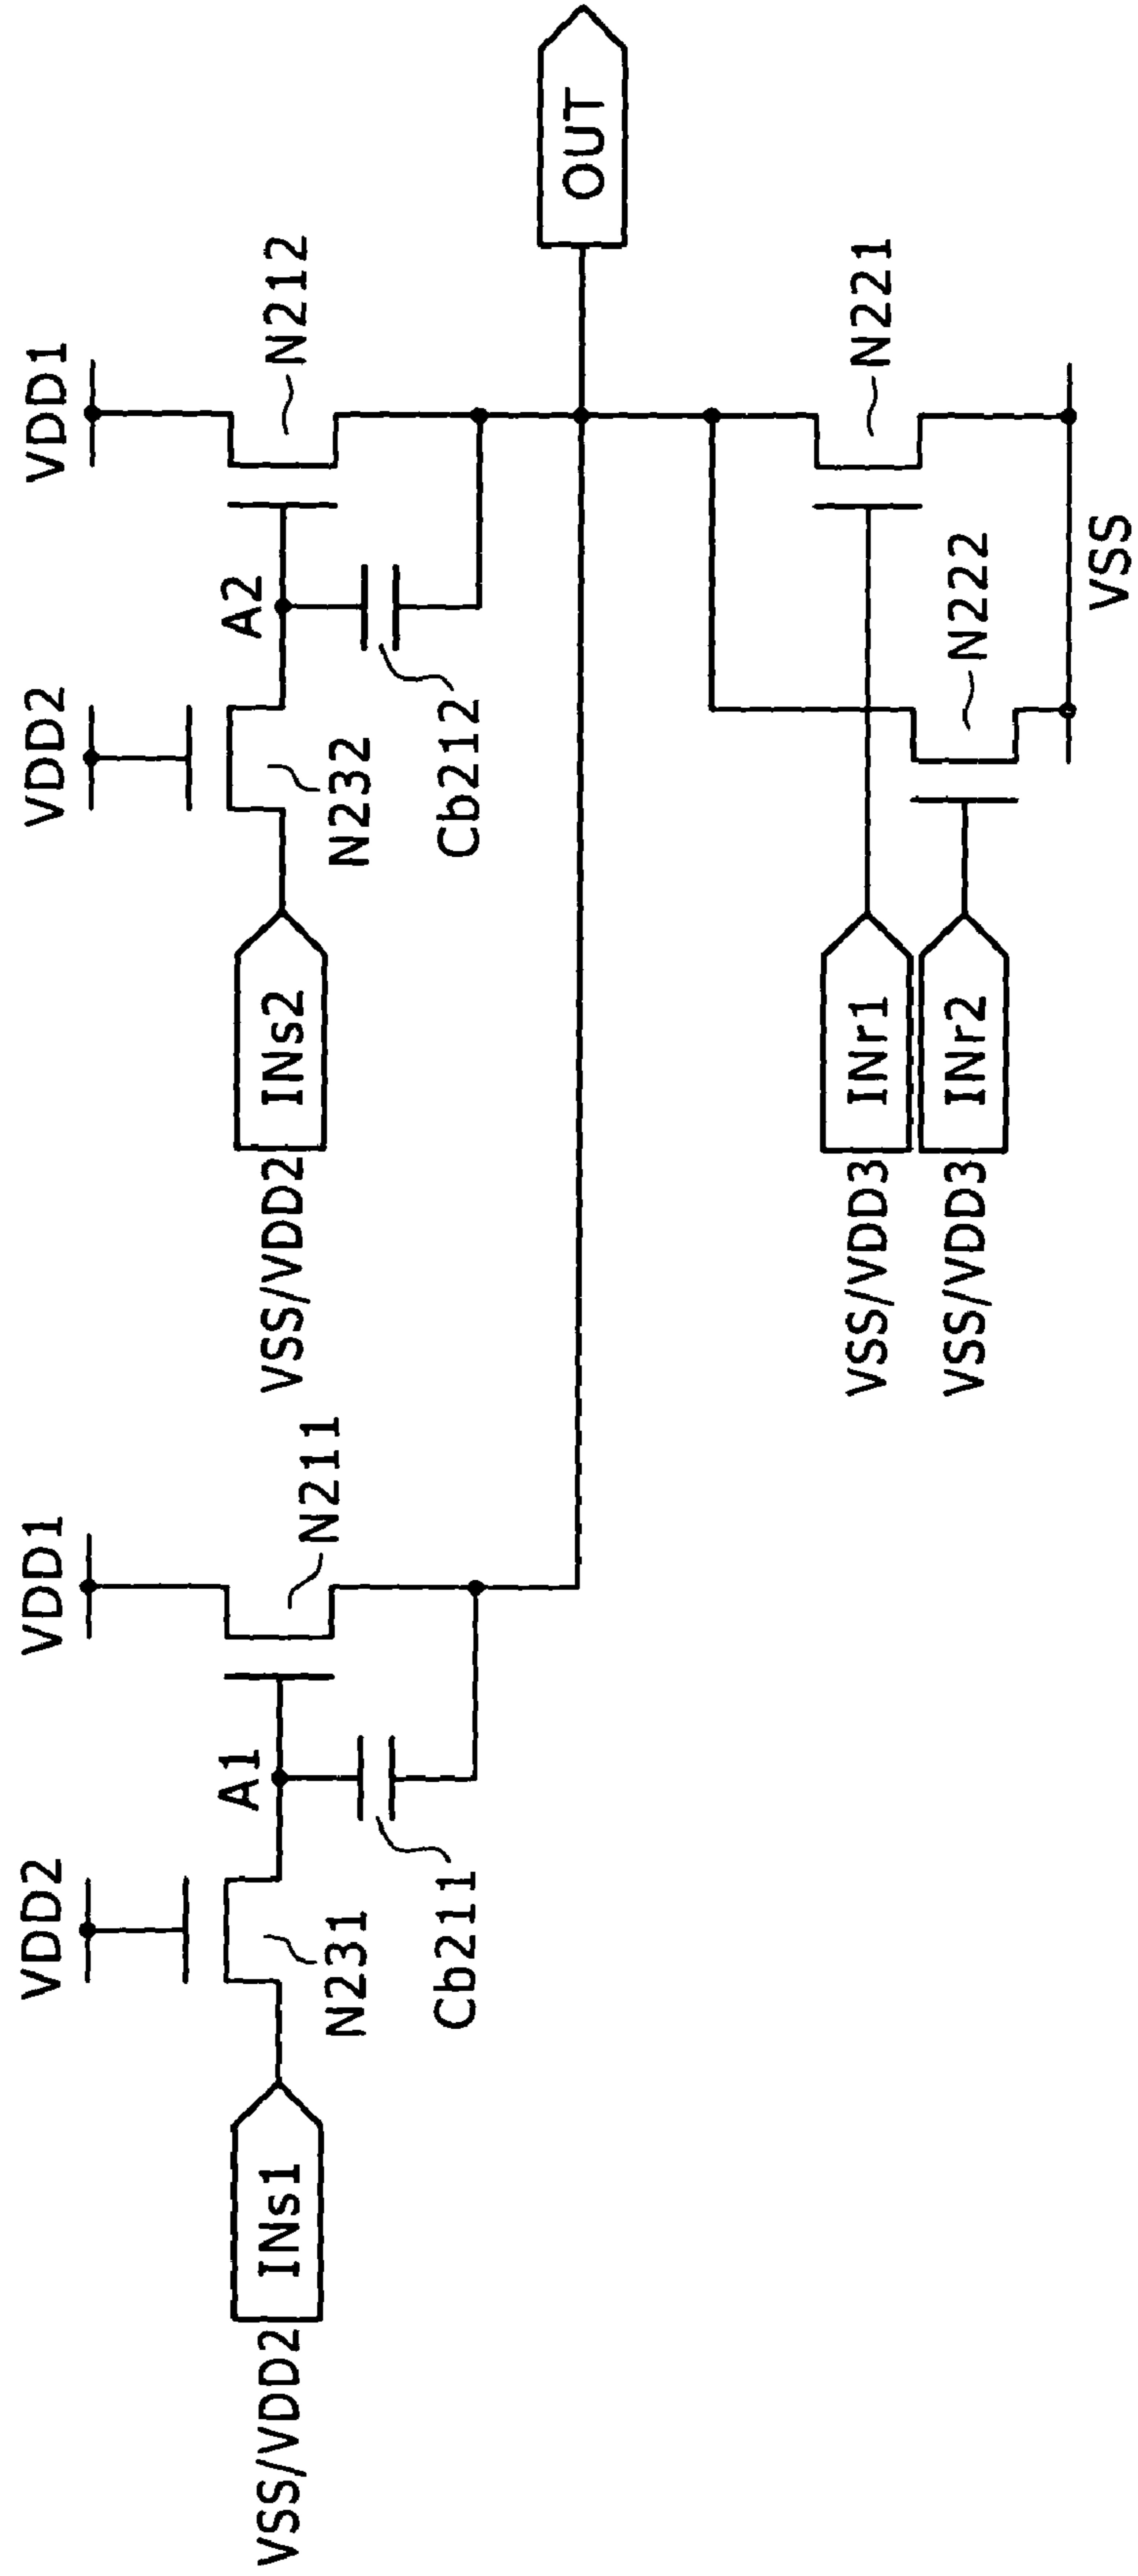 VDD2
VDD1
VDD2
VDD1
A1
A2
VSS/VDD2
INs1
N231
N211
VSS/VDD2
INs2
N232
N212
Cb211
Cb212
OUT
VSS/VDD3
INr1
N221
VSS/VDD3
INr2
N222
VSS